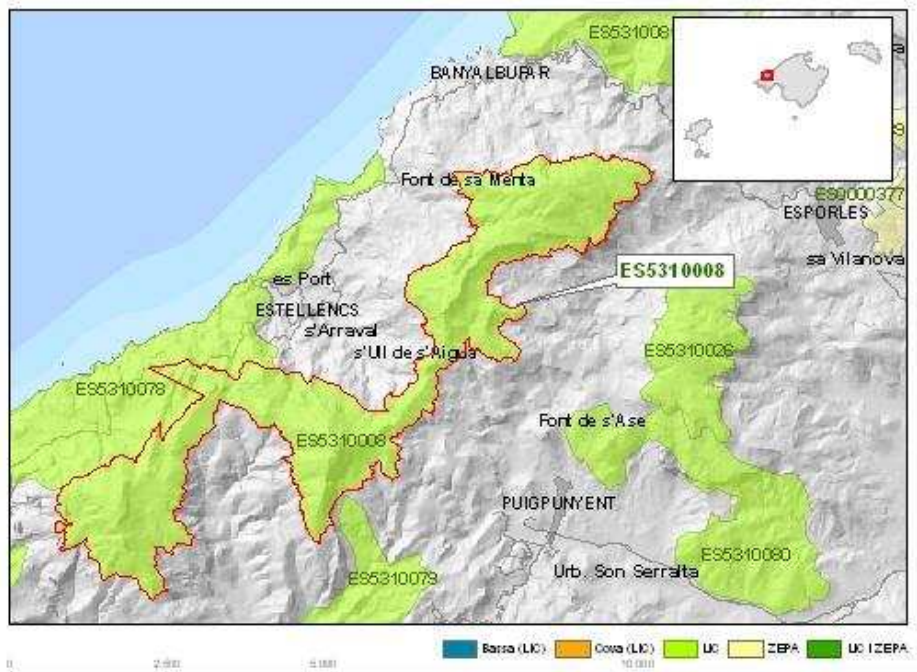 ES531008
BANYALBUFAR
Font de sa Menta
ES0000377
ESPORLES
sa Vilanova
es Port
ES5310008
ESTELLENCS
s'Arraval
s'Ull de s'Aigua
ES5310026
ES5310078
Font de s'Ase
ES5310008
PUIGPUNYENT
ES5310080
ES5310079
Urb. Son Serralta
Bassa (LIC)
Cova (LIC)
LIC
ZEPA
LIC I ZEPA
0
2.500
5.000
10.000